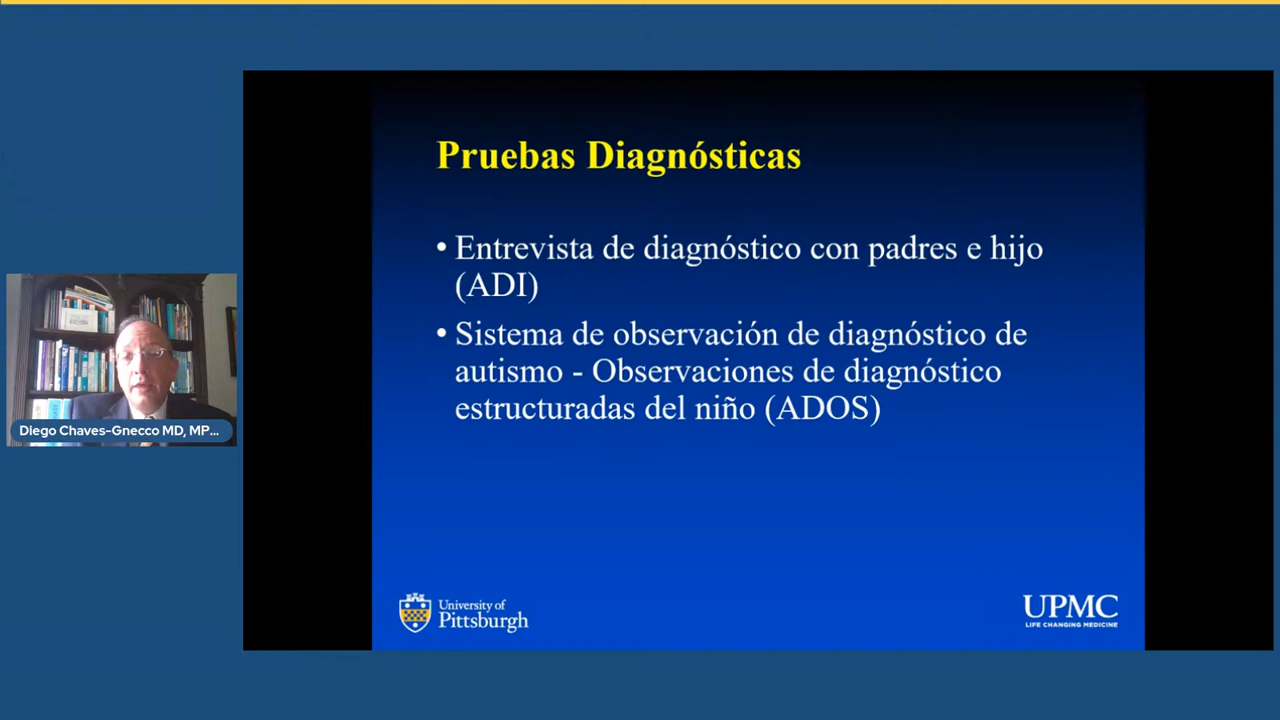 Pruebas Diagnósticas
• Entrevista de diagnóstico con padres e hijo
(ADI)
• Sistema de observación de diagnóstico de
autismo - Observaciones de diagnóstico
estructuradas del niño (ADOS)
Diego Chaves-Gnecco MD, MP...
University of
Pittsburgh
UPMC
LIFE CHANGING MEDICINE